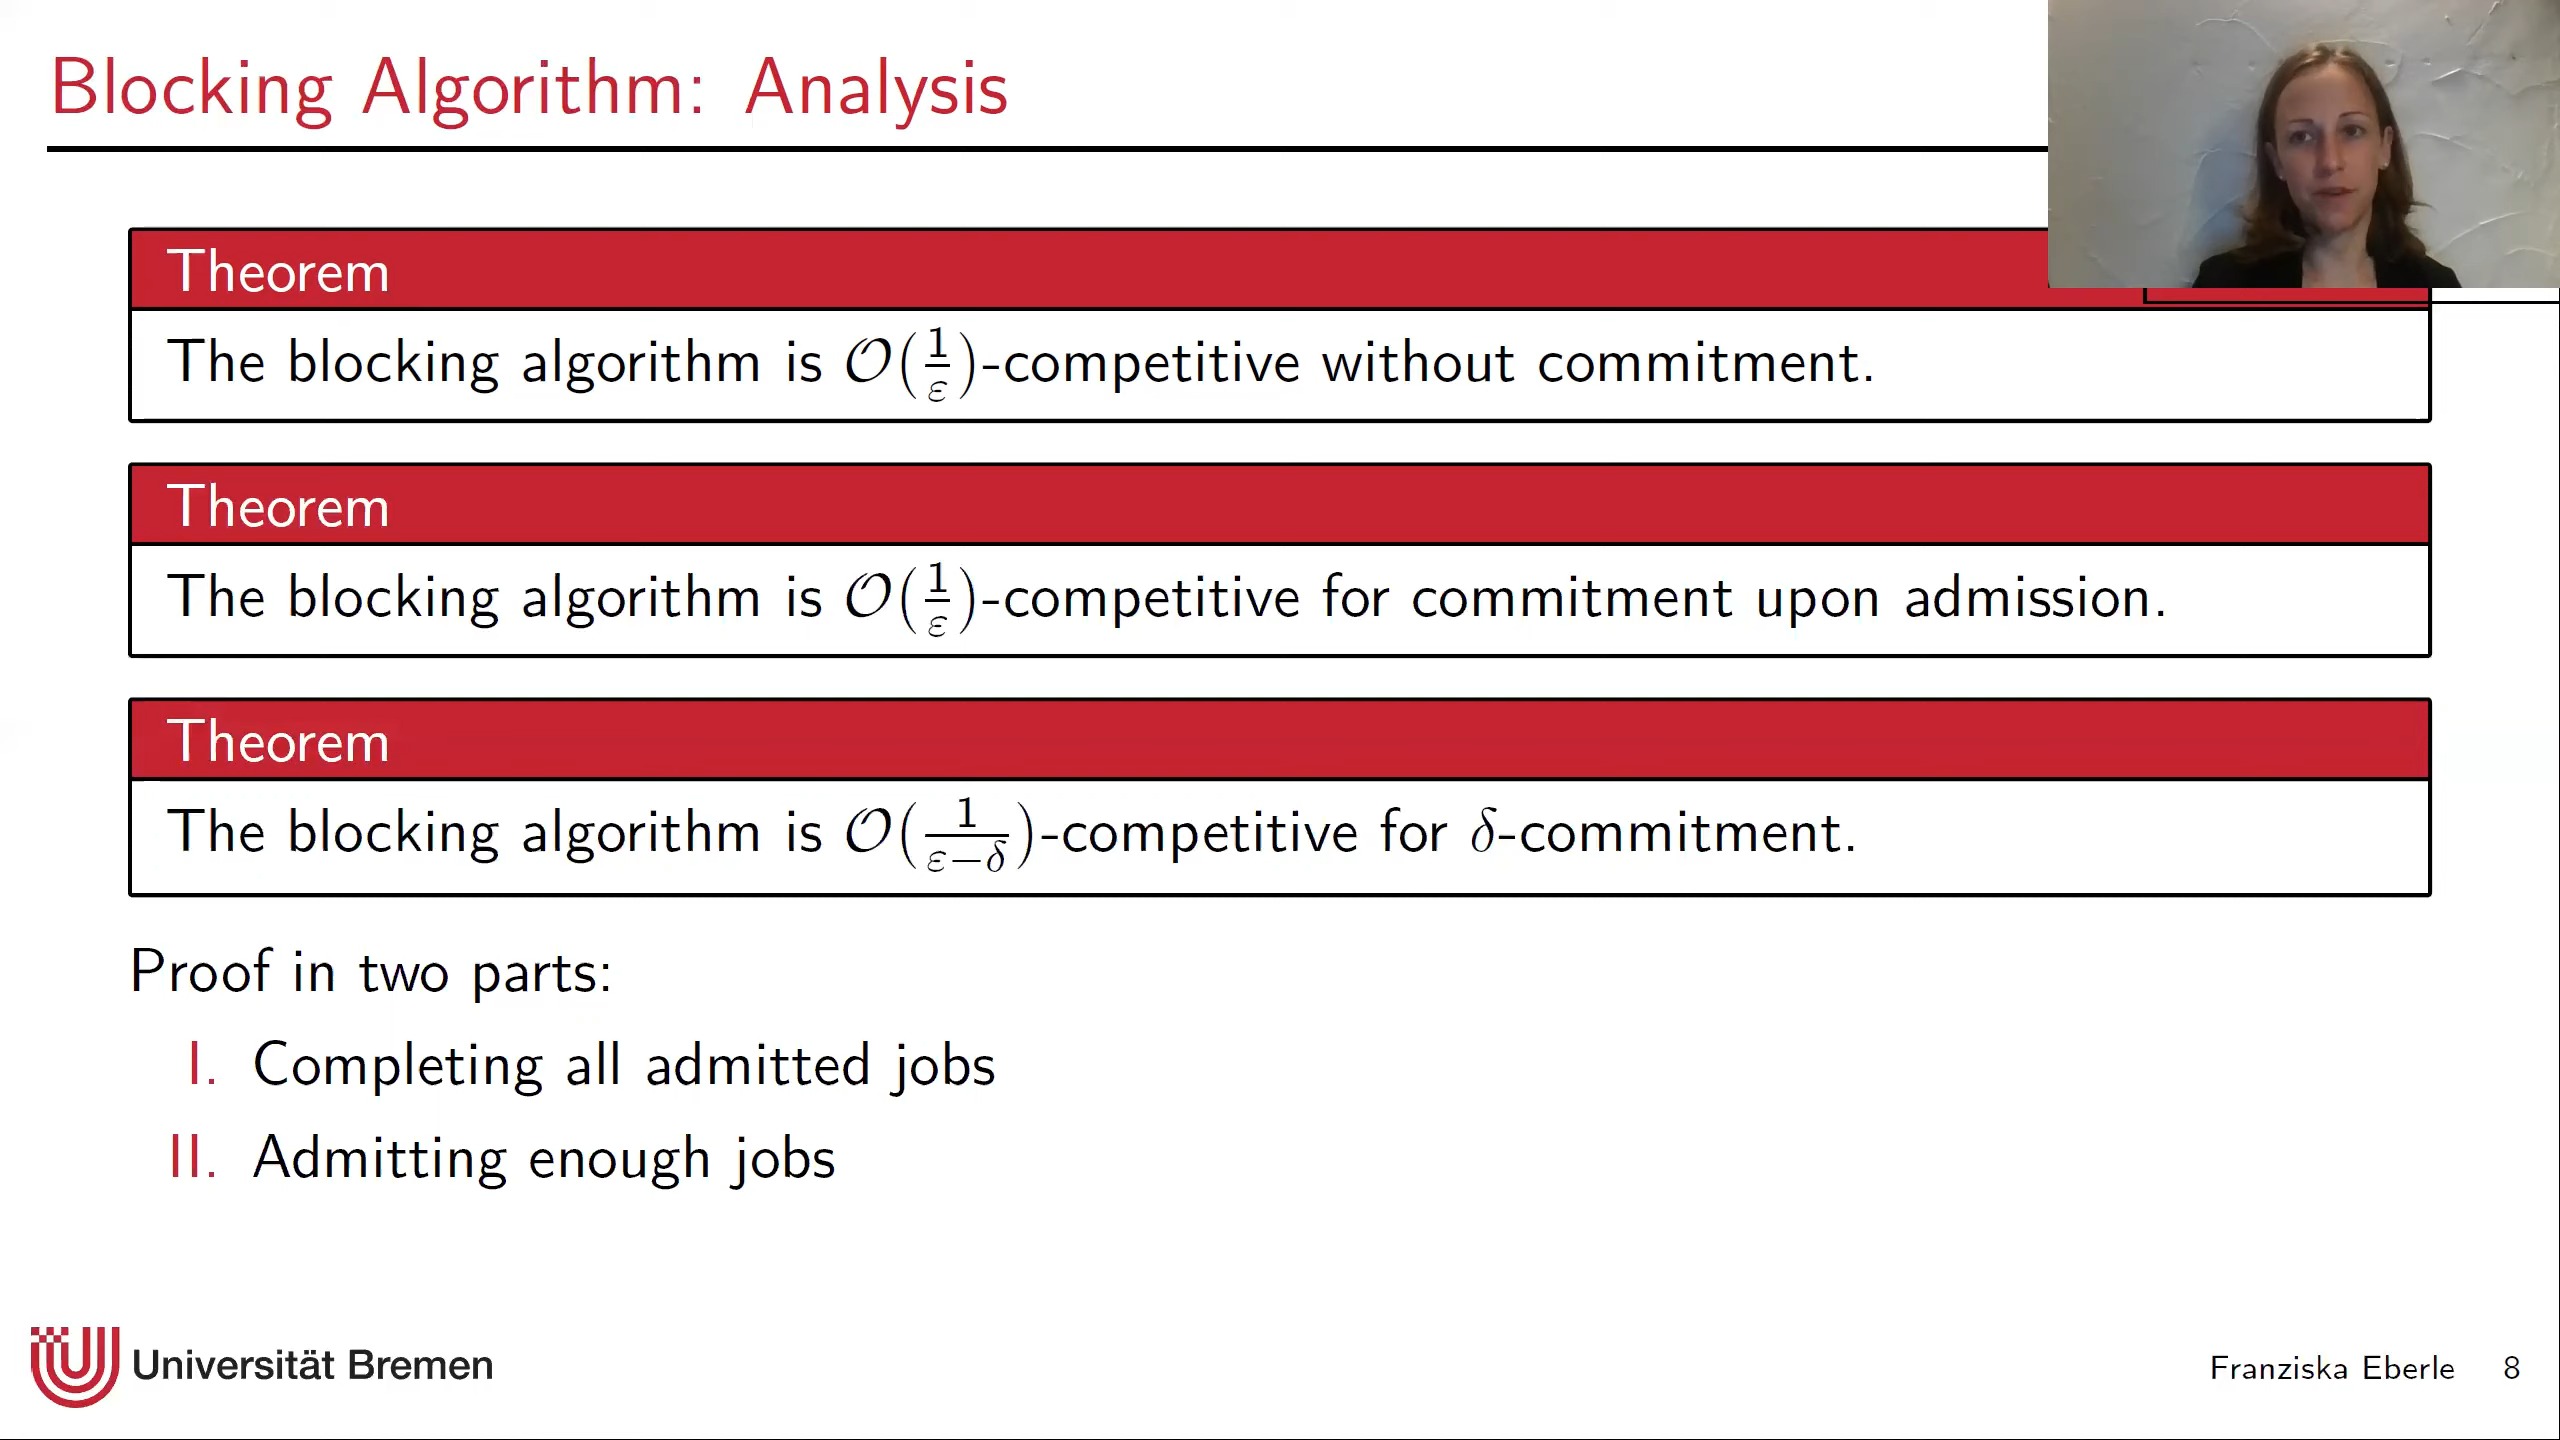 Blocking Algorithm: Analysis
Theorem
The blocking algorithm is 𝒪(1/ε)-competitive without commitment.
Theorem
The blocking algorithm is 𝒪(1/ε)-competitive for commitment upon admission.
Theorem
The blocking algorithm is 𝒪(1/(ε−δ))-competitive for δ-commitment.
Proof in two parts:
I. Completing all admitted jobs
II. Admitting enough jobs
Universität Bremen
Franziska Eberle 8